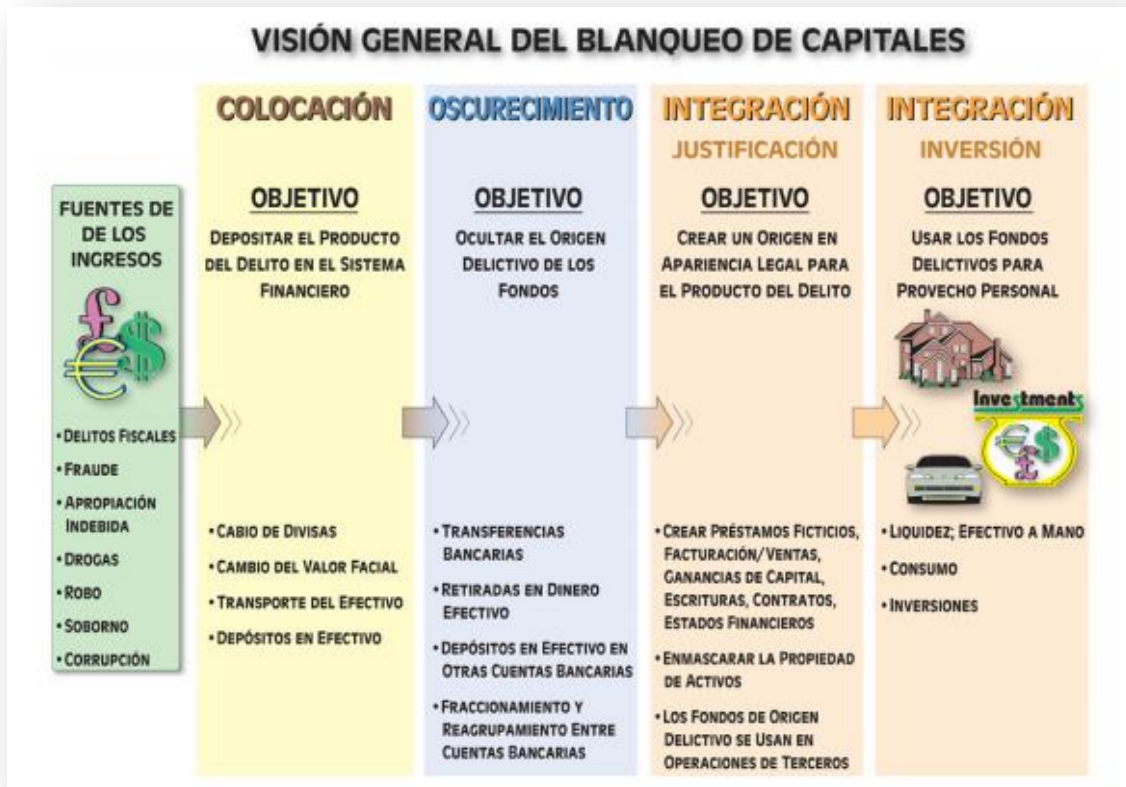 VISIÓN GENERAL DEL BLANQUEO DE CAPITALES
FUENTES DE
DE LOS
INGRESOS
• DELITOS FISCALES
• FRAUDE
• APROPIACIÓN
INDEBIDA
• DROGAS
• ROBO
• SOBORNO
• CORRUPCIÓN
COLOCACIÓN
OBJETIVO
DEPOSITAR EL PRODUCTO
DEL DELITO EN EL SISTEMA
FINANCIERO
• CABIO DE DIVISAS
• CAMBIO DEL VALOR FACIAL
• TRANSPORTE DEL EFECTIVO
• DEPÓSITOS EN EFECTIVO
OSCURECIMIENTO
OBJETIVO
OCULTAR EL ORIGEN
DELICTIVO DE LOS
FONDOS
• TRANSFERENCIAS
BANCARIAS
• RETIRADAS EN DINERO
EFECTIVO
• DEPÓSITOS EN EFECTIVO EN
OTRAS CUENTAS BANCARIAS
• FRACCIONAMIENTO Y
REAGRUPAMIENTO ENTRE
CUENTAS BANCARIAS
INTEGRACIÓN
JUSTIFICACIÓN
OBJETIVO
CREAR UN ORIGEN EN
APARIENCIA LEGAL PARA
EL PRODUCTO DEL DELITO
• CREAR PRÉSTAMOS FICTICIOS,
FACTURACIÓN/VENTAS,
GANANCIAS DE CAPITAL,
ESCRITURAS, CONTRATOS,
ESTADOS FINANCIEROS
• ENMASCARAR LA PROPIEDAD
DE ACTIVOS
• LOS FONDOS DE ORIGEN
DELICTIVO SE USAN EN
OPERACIONES DE TERCEROS
INTEGRACIÓN
INVERSIÓN
OBJETIVO
USAR LOS FONDOS
DELICTIVOS PARA
PROVECHO PERSONAL
Investments
• LIQUIDEZ; EFECTIVO A MANO
• CONSUMO
• INVERSIONES